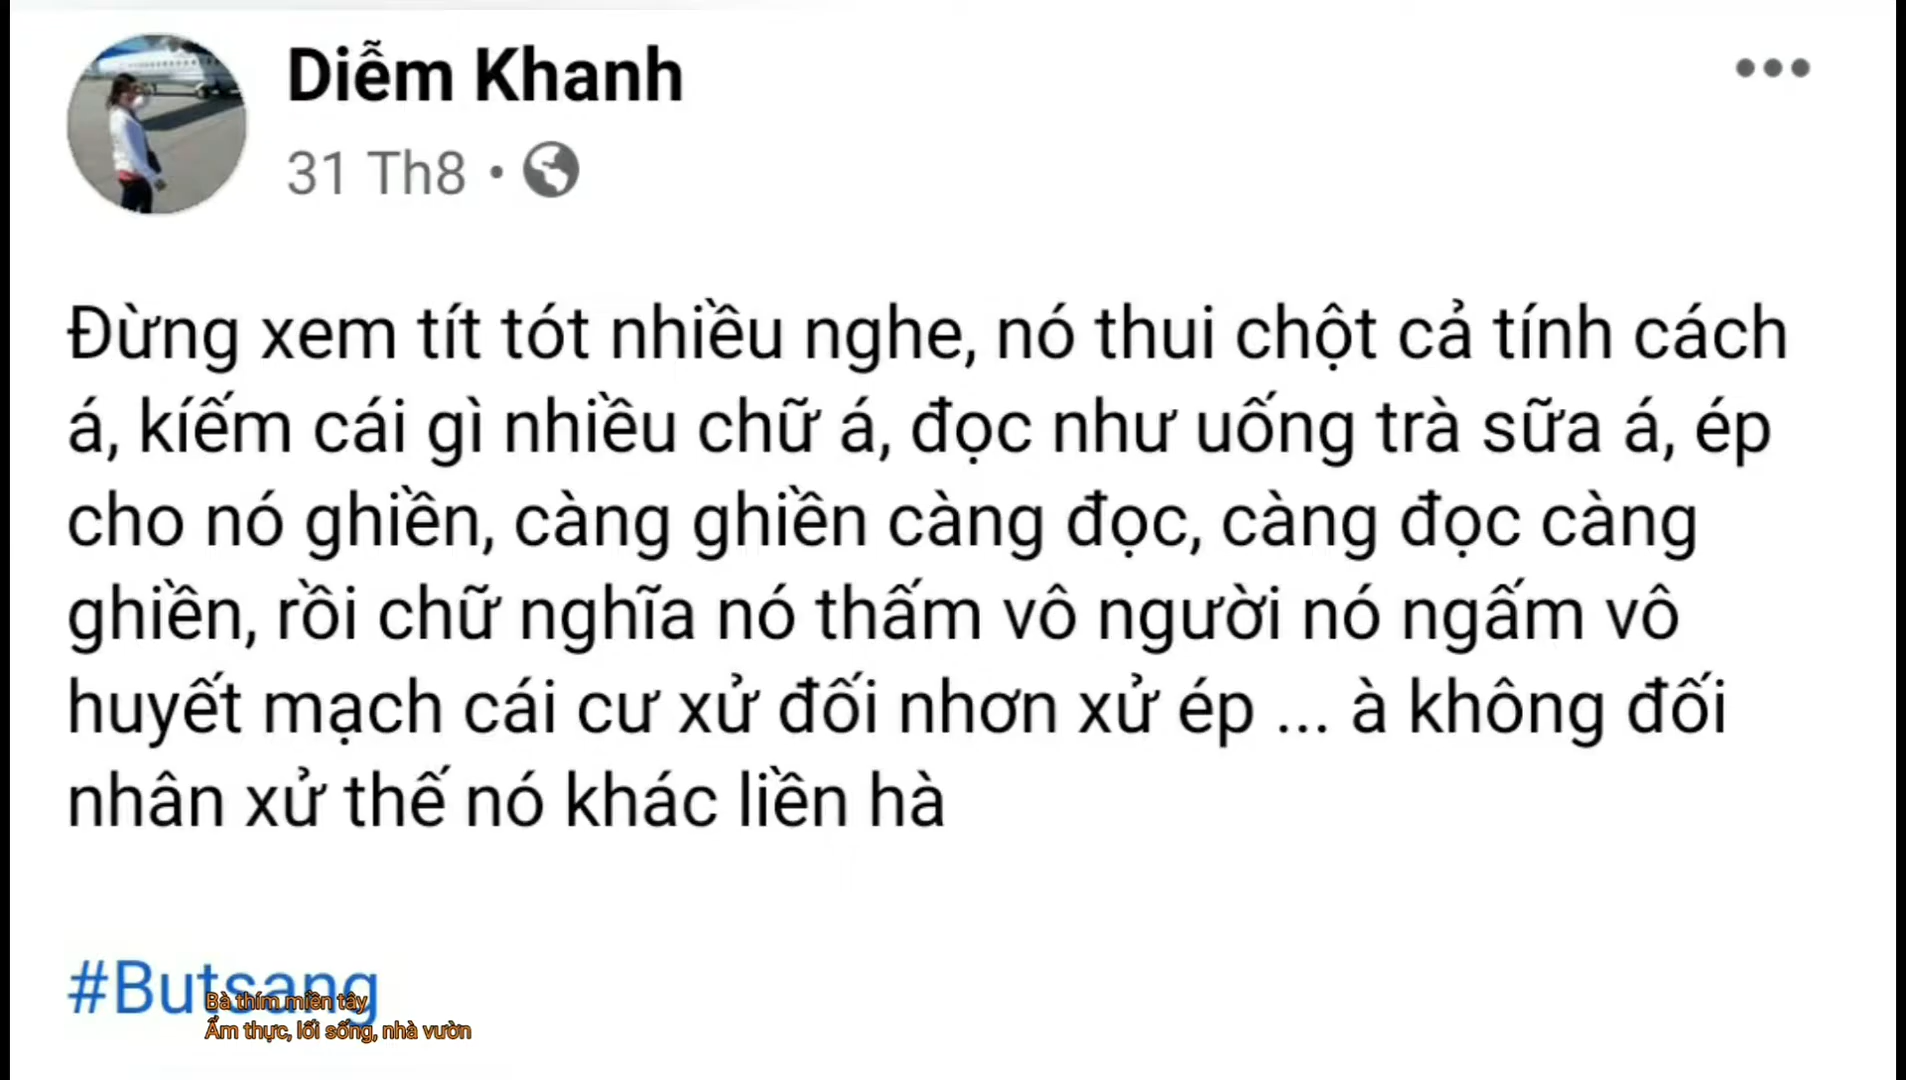 Diễm Khanh
31 Th8 •
Đừng xem tít tót nhiều nghe, nó thui chột cả tính cách
á, kiếm cái gì nhiều chữ á, đọc như uống trà sữa á, ép
cho nó ghiền, càng ghiền càng đọc, càng đọc càng
ghiền, rồi chữ nghĩa nó thấm vô người nó ngấm vô
huyết mạch cái cư xử đối nhơn xử ép ... à không đối
nhân xử thế nó khác liền hà
#Butsang
Bà thím miền tây
Ẩm thực, lối sống, nhà vườn